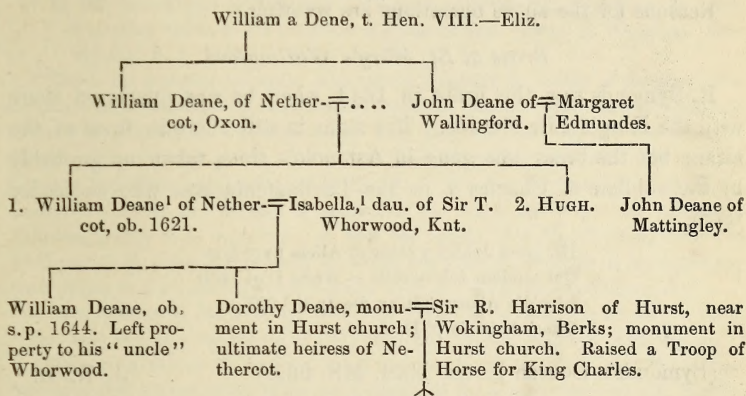 William a Dene, t. Hen. VIII.—Eliz.
William Deane, of Nether-
cot, Oxon.
....
John Deane of
Wallingford.
Margaret
Edmundes.
1. William Deane¹ of Nether-
cot, ob. 1621.
Isabella,¹ dau. of Sir T.
Whorwood, Knt.
2. HUGH.
John Deane of
Mattingley.
William Deane, ob.
s.p. 1644. Left pro-
perty to his "uncle"
Whorwood.
Dorothy Deane, monu-
ment in Hurst church;
ultimate heiress of Ne-
thercot.
Sir R. Harrison of Hurst, near
Wokingham, Berks; monument in
Hurst church. Raised a Troop of
Horse for King Charles.